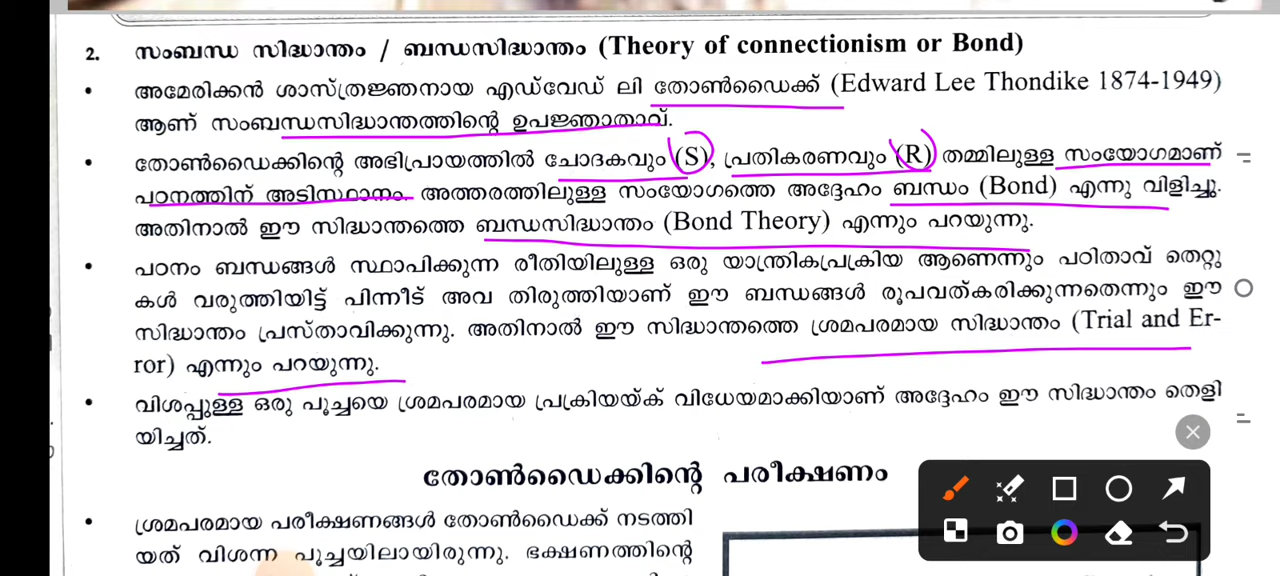 2. സംബന്ധ സിദ്ധാന്തം / ബന്ധസിദ്ധാന്തം (Theory of connectionism or Bond)
• അമേരിക്കൻ ശാസ്ത്രജ്ഞനായ എഡ്വേഡ് ലി തോൺഡൈക്ക് (Edward Lee Thondike 1874-1949)
ആണ് സംബന്ധസിദ്ധാന്തത്തിന്റെ ഉപജ്ഞാതാവ്.
• തോൺഡൈക്കിന്റെ അഭിപ്രായത്തിൽ ചോദകവും (S), പ്രതികരണവും (R) തമ്മിലുള്ള സംയോഗമാണ്
പഠനത്തിന് അടിസ്ഥാനം. അത്തരത്തിലുള്ള സംയോഗത്തെ അദ്ദേഹം ബന്ധം (Bond) എന്നു വിളിച്ചു.
അതിനാൽ ഈ സിദ്ധാന്തത്തെ ബന്ധസിദ്ധാന്തം (Bond Theory) എന്നും പറയുന്നു.
• പഠനം ബന്ധങ്ങൾ സ്ഥാപിക്കുന്ന രീതിയിലുള്ള ഒരു യാന്ത്രികപ്രക്രിയ ആണെന്നും പഠിതാവ് തെറ്റു
കൾ വരുത്തിയിട്ട് പിന്നീട് അവ തിരുത്തിയാണ് ഈ ബന്ധങ്ങൾ രൂപവത്കരിക്കുന്നതെന്നും ഈ
സിദ്ധാന്തം പ്രസ്താവിക്കുന്നു. അതിനാൽ ഈ സിദ്ധാന്തത്തെ ശ്രമപരമായ സിദ്ധാന്തം (Trial and Er-
ror) എന്നും പറയുന്നു.
• വിശപ്പുള്ള ഒരു പൂച്ചയെ ശ്രമപരമായ പ്രക്രിയയ്ക് വിധേയമാക്കിയാണ് അദ്ദേഹം ഈ സിദ്ധാന്തം തെളി
യിച്ചത്.
തോൺഡൈക്കിന്റെ പരീക്ഷണം
• ശ്രമപരമായ പരീക്ഷണങ്ങൾ തോൺഡൈക്ക് നടത്തി
യത് വിശന്ന പൂച്ചയിലായിരുന്നു. ഭക്ഷണത്തിന്റെ